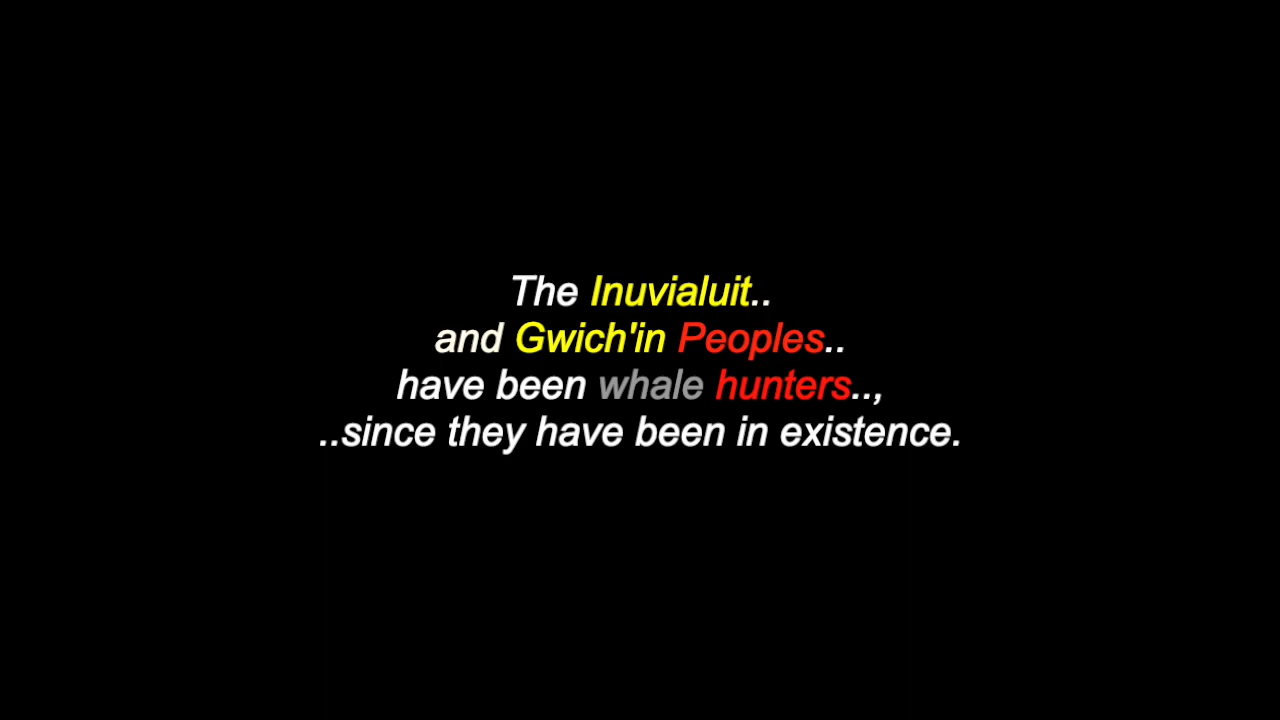 The Inuvialuit..
and Gwich'in Peoples..
have been whale hunters..,
..since they have been in existence.